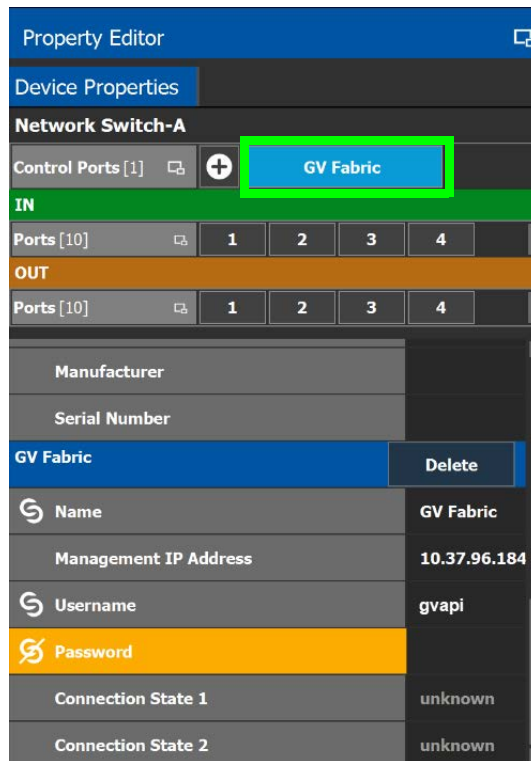 Property Editor
Device Properties
Network Switch-A
Control Ports [1] GV Fabric
IN
Ports [10] 1 2 3 4
OUT
Ports [10] 1 2 3 4
Manufacturer
Serial Number
GV Fabric Delete
Name GV Fabric
Management IP Address 10.37.96.184
Username gvapi
Password
Connection State 1 unknown
Connection State 2 unknown